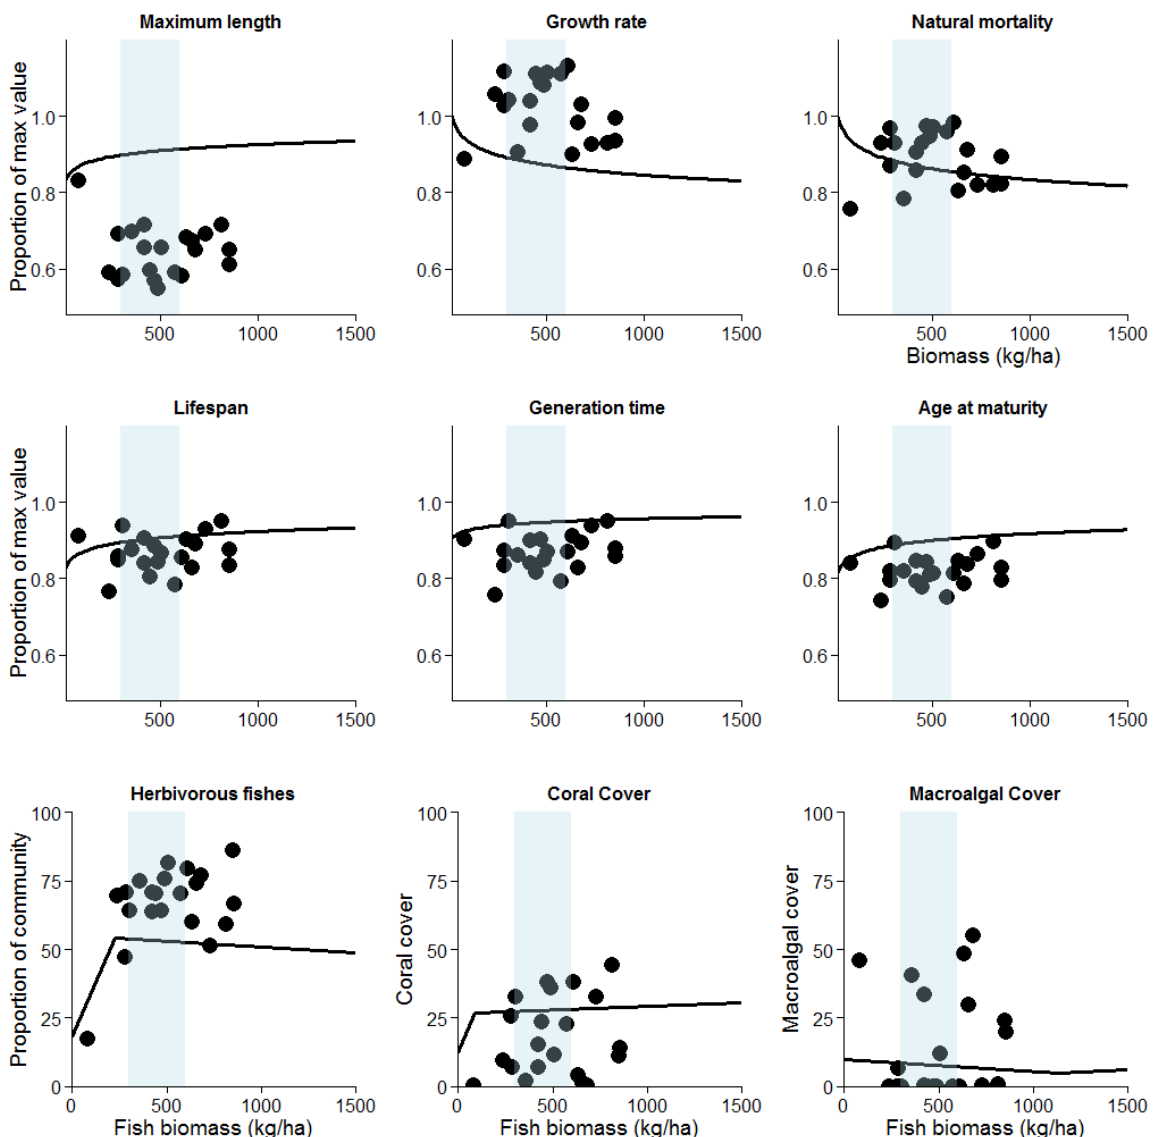 Maximum length Growth rate Natural mortality
Proportion of max value
1.0 1.0 1.0
0.8 0.8 0.8
0.6 0.6 0.6
500 1000 1500 500 1000 1500 500 1000 1500
Biomass (kg/ha)
Lifespan Generation time Age at maturity
Proportion of max value
1.0 1.0 1.0
0.8 0.8 0.8
0.6 0.6 0.6
500 1000 1500 500 1000 1500 500 1000 1500
Herbivorous fishes Coral Cover Macroalgal Cover
Proportion of community Coral cover Macroalgal cover
100 100 100
75 75 75
50 50 50
25 25 25
0 0 0
0 500 1000 1500 0 500 1000 1500 0 500 1000 1500
Fish biomass (kg/ha) Fish biomass (kg/ha) Fish biomass (kg/ha)